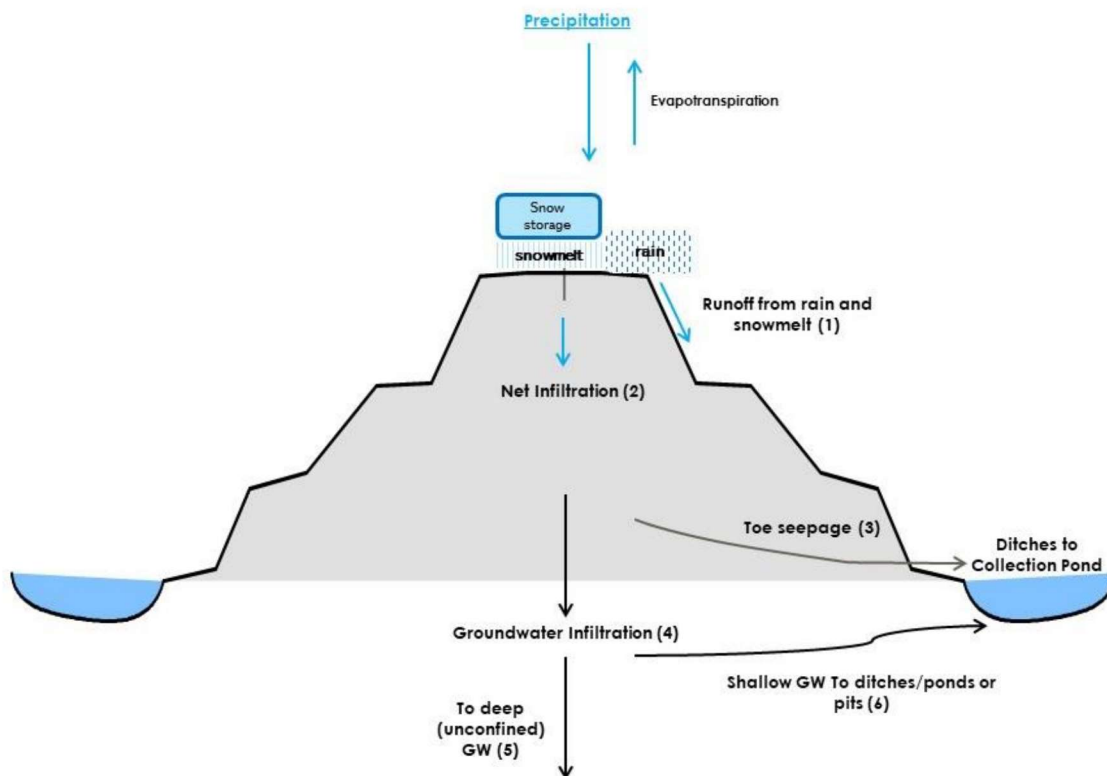 Precipitation
Evapotranspiration
Snow
storage
snowmelt
rain
Runoff from rain and
snowmelt (1)
Net Infiltration (2)
Toe seepage (3)
Ditches to
Collection Pond
Groundwater Infiltration (4)
Shallow GW To ditches/ponds or
pits (6)
To deep
(unconfined)
GW (5)